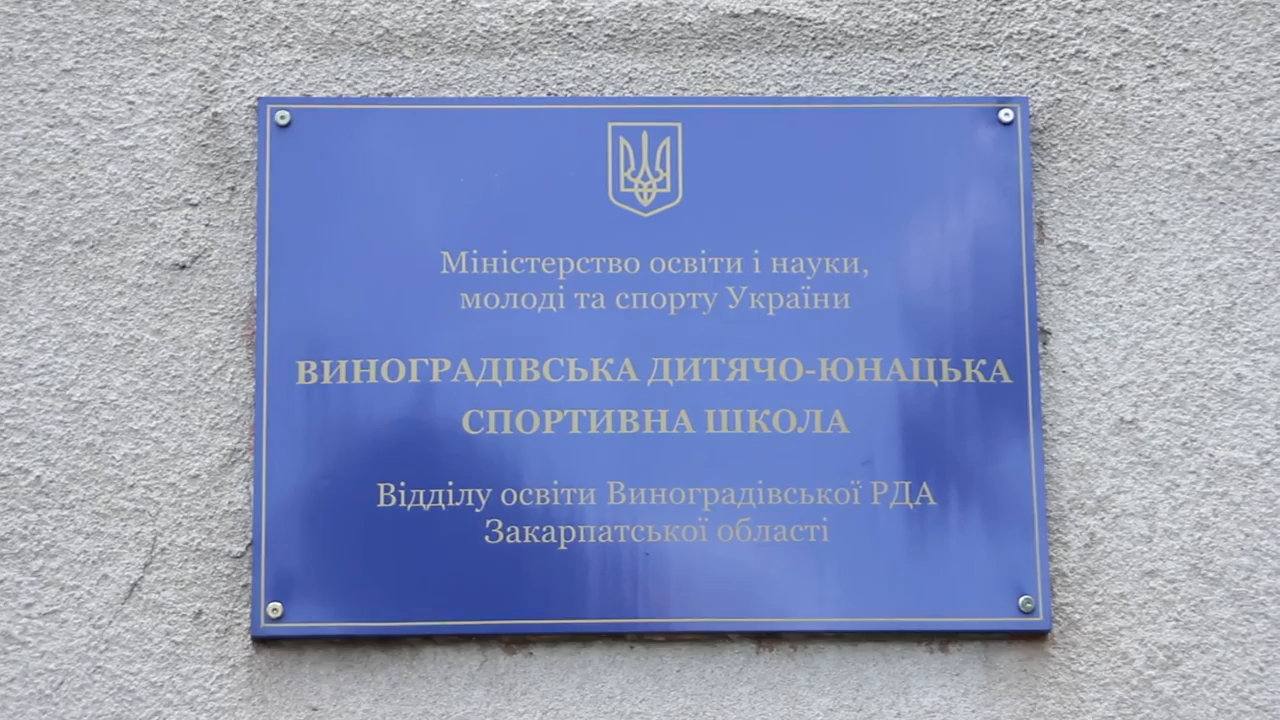 Міністерство освіти і науки,
молоді та спорту України
ВИНОГРАДІВСЬКА ДИТЯЧО-ЮНАЦЬКА
СПОРТИВНА ШКОЛА
Відділу освіти Виноградівської РДА
Закарпатської області